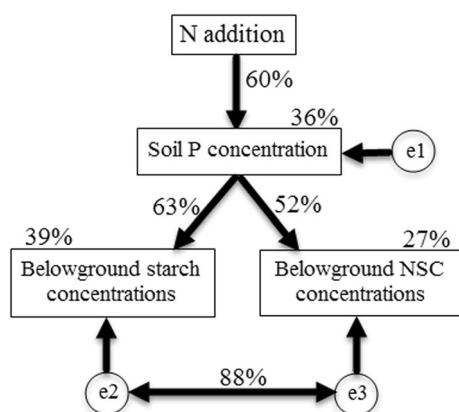 N addition
60%
36%
Soil P concentration
e1
63%
52%
39%
27%
Belowground starch
concentrations
Belowground NSC
concentrations
88%
e2
e3